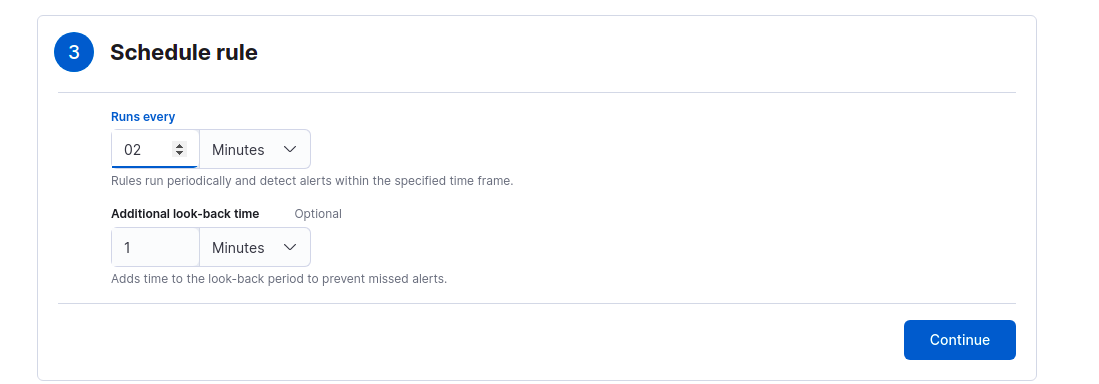 3 Schedule rule
Runs every
02 Minutes
Rules run periodically and detect alerts within the specified time frame.
Additional look-back time Optional
1 Minutes
Adds time to the look-back period to prevent missed alerts.
Continue